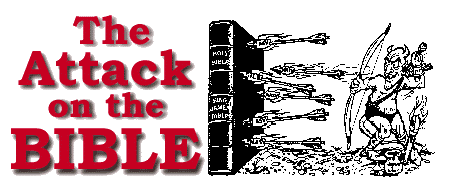 The
Attack
on the
BIBLE
HOLY
BIBLE
KING
JAMES
BIBLE